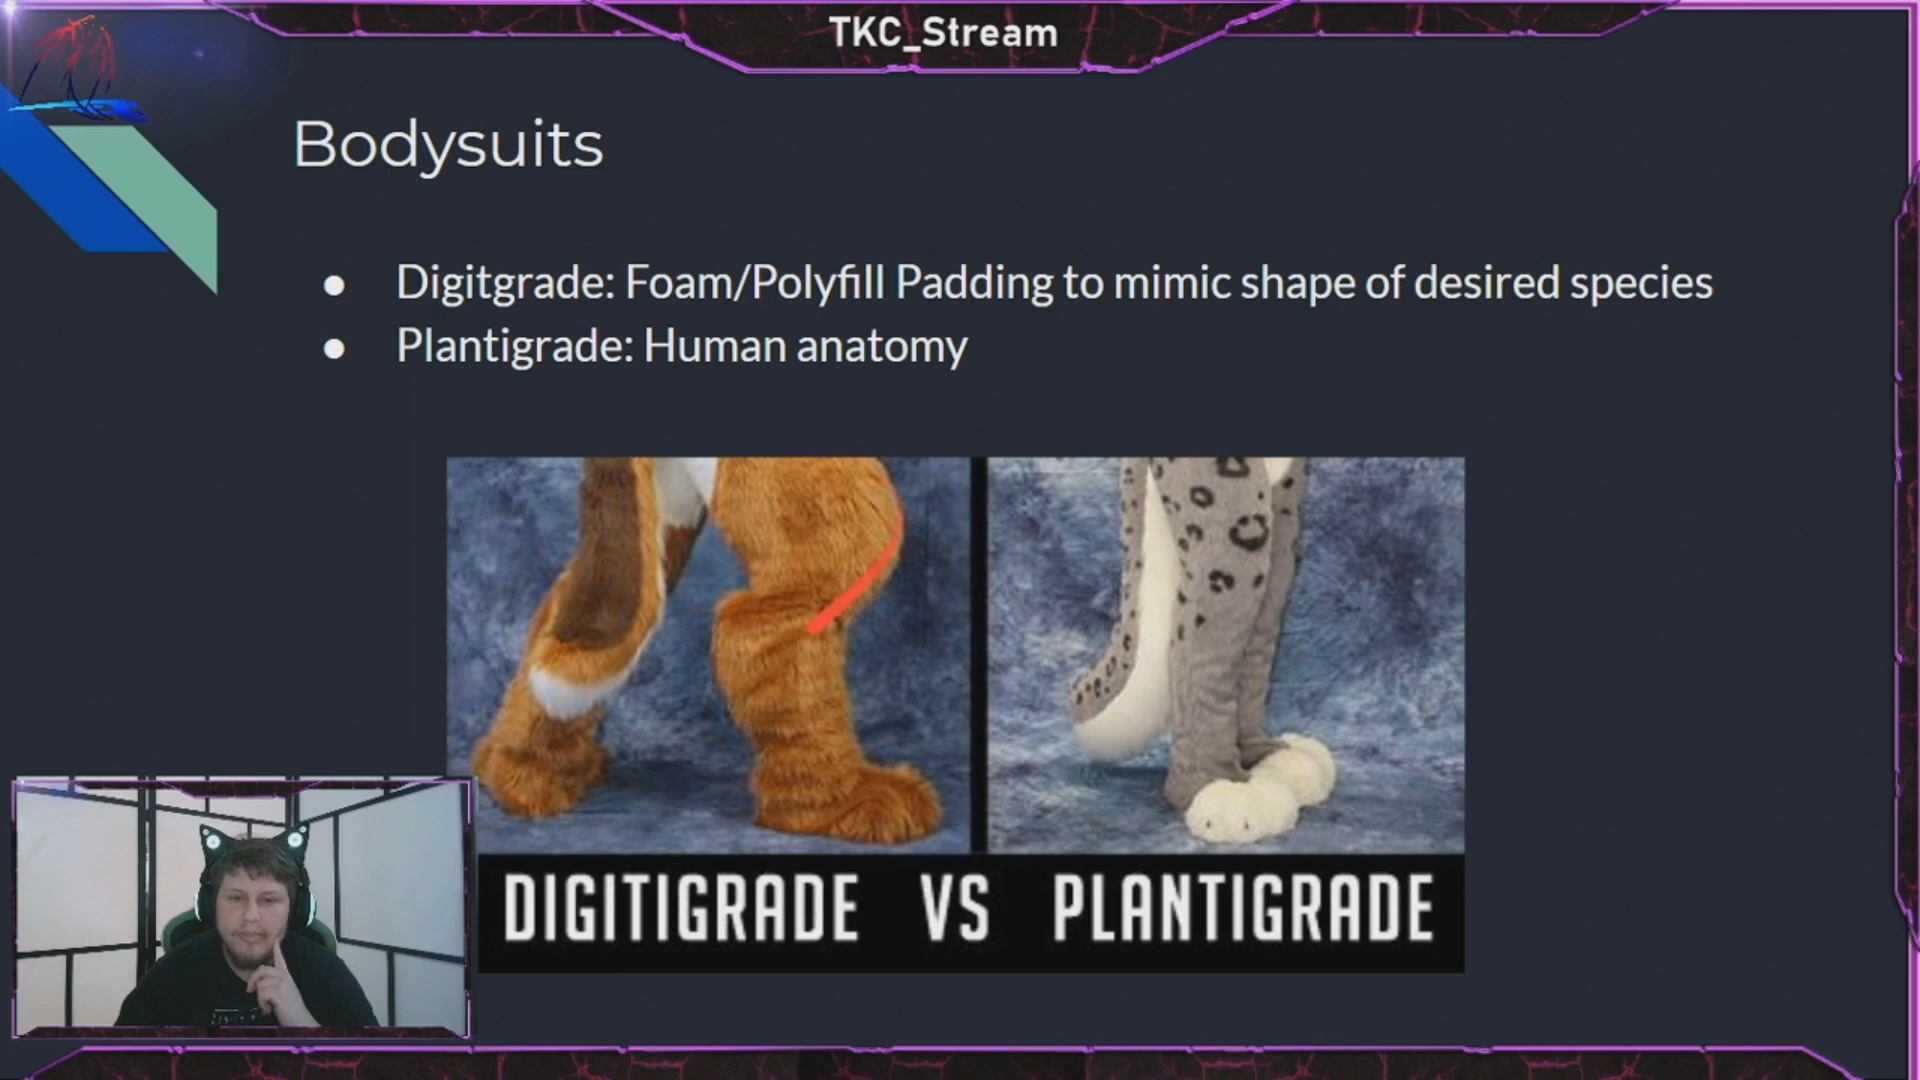 TKC_Stream
Bodysuits
● Digitgrade: Foam/Polyfill Padding to mimic shape of desired species
● Plantigrade: Human anatomy
DIGITIGRADE VS PLANTIGRADE